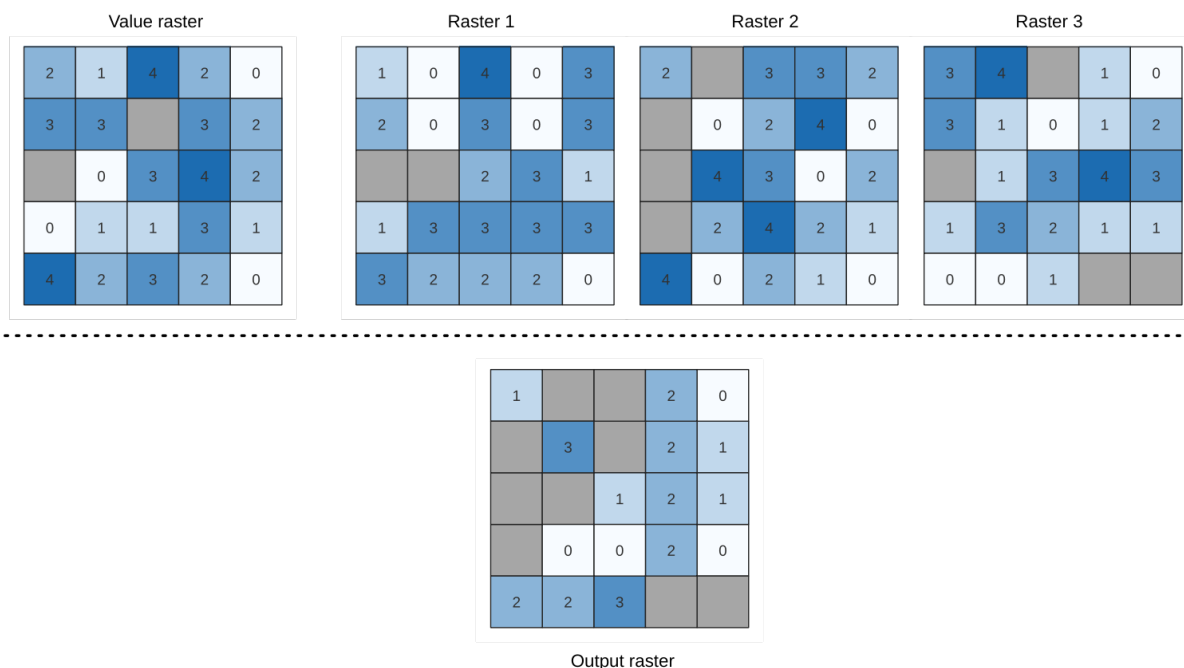 Value raster Raster 1 Raster 2 Raster 3
2 1 4 2 0 1 0 4 0 3 2 3 3 2 3 4 1 0
3 3 3 2 2 0 3 0 3 0 2 4 0 3 1 0 1 2
0 3 4 2 2 3 1 4 3 0 2 1 3 4 3
0 1 1 3 1 1 3 3 3 3 2 4 2 1 1 3 2 1 1
4 2 3 2 0 3 2 2 2 0 4 0 2 1 0 0 0 1
1 2 0
3 2 1
1 2 1
0 0 2 0
2 2 3
Output raster